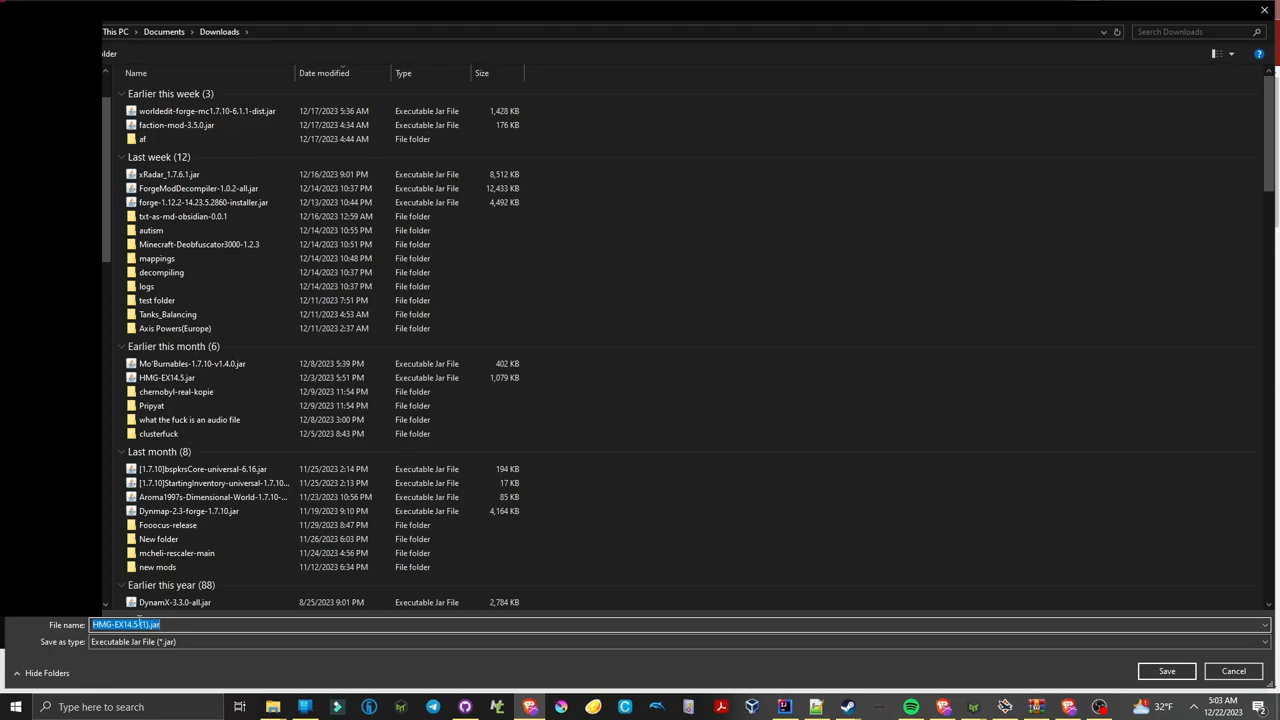 This PC > Documents > Downloads >
Search Downloads
older
Name Date modified Type Size
Earlier this week (3)
worldedit-forge-mc1.7.10-6.1.1-dist.jar 12/17/2023 5:36 AM Executable Jar File 1,428 KB
faction-mod-3.5.0.jar 12/17/2023 4:34 AM Executable Jar File 176 KB
af 12/17/2023 4:44 AM File folder
Last week (12)
xRadar_1.7.6.1.jar 12/16/2023 9:01 PM Executable Jar File 8,512 KB
ForgeModDecompiler-1.0.2-all.jar 12/14/2023 10:37 PM Executable Jar File 12,433 KB
forge-1.12.2-14.23.5.2860-installer.jar 12/13/2023 10:44 PM Executable Jar File 4,492 KB
txt-as-md-obsidian-0.0.1 12/16/2023 12:59 AM File folder
autism 12/14/2023 10:55 PM File folder
Minecraft-Deobfuscator3000-1.2.3 12/14/2023 10:51 PM File folder
mappings 12/14/2023 10:48 PM File folder
decompiling 12/14/2023 10:37 PM File folder
logs 12/14/2023 10:37 PM File folder
test folder 12/11/2023 7:51 PM File folder
Tanks_Balancing 12/11/2023 4:53 AM File folder
Axis Powers(Europe) 12/11/2023 2:37 AM File folder
Earlier this month (6)
Mo'Burnables-1.7.10-v1.4.0.jar 12/8/2023 5:39 PM Executable Jar File 402 KB
HMG-EX14.5.jar 12/3/2023 5:51 PM Executable Jar File 1,079 KB
chernobyl-real-kopie 12/9/2023 11:54 PM File folder
Pripyat 12/9/2023 11:54 PM File folder
what the fuck is an audio file 12/8/2023 3:00 PM File folder
clusterfuck 12/5/2023 8:43 PM File folder
Last month (8)
[1.7.10]bspkrsCore-universal-6.16.jar 11/25/2023 2:14 PM Executable Jar File 194 KB
[1.7.10]StartingInventory-universal-1.7.10... 11/25/2023 2:13 PM Executable Jar File 17 KB
Aroma1997s-Dimensional-World-1.7.10-... 11/23/2023 10:56 PM Executable Jar File 85 KB
Dynmap-2.3-forge-1.7.10.jar 11/19/2023 9:10 PM Executable Jar File 4,164 KB
Fooocus-release 11/29/2023 8:47 PM File folder
New folder 11/26/2023 6:03 PM File folder
mcheli-rescaler-main 11/24/2023 4:56 PM File folder
new mods 11/12/2023 6:34 PM File folder
Earlier this year (88)
DynamX-3.3.0-all.jar 8/25/2023 9:01 PM Executable Jar File 2,784 KB
File name: HMG-EX14.5 (1).jar
Save as type: Executable Jar File (*.jar)
Hide Folders Save Cancel
Type here to search 32°F 5:03 AM
12/22/2023